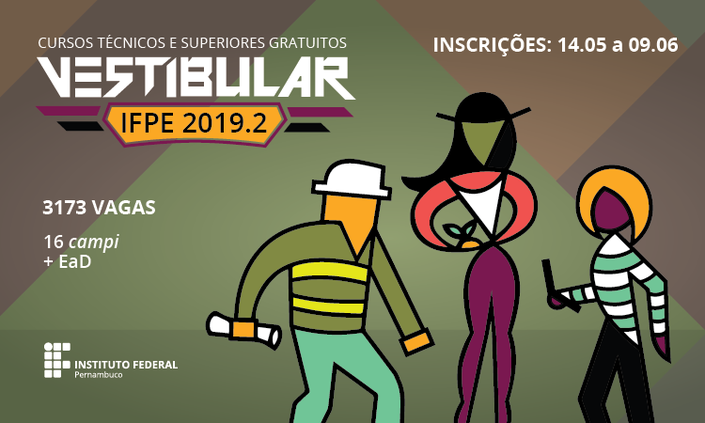 CURSOS TÉCNICOS E SUPERIORES GRATUITOS
VESTIBULAR
IFPE 2019.2
INSCRIÇÕES: 14.05 a 09.06
3173 VAGAS
16 campi
+ EaD
INSTITUTO FEDERAL
Pernambuco